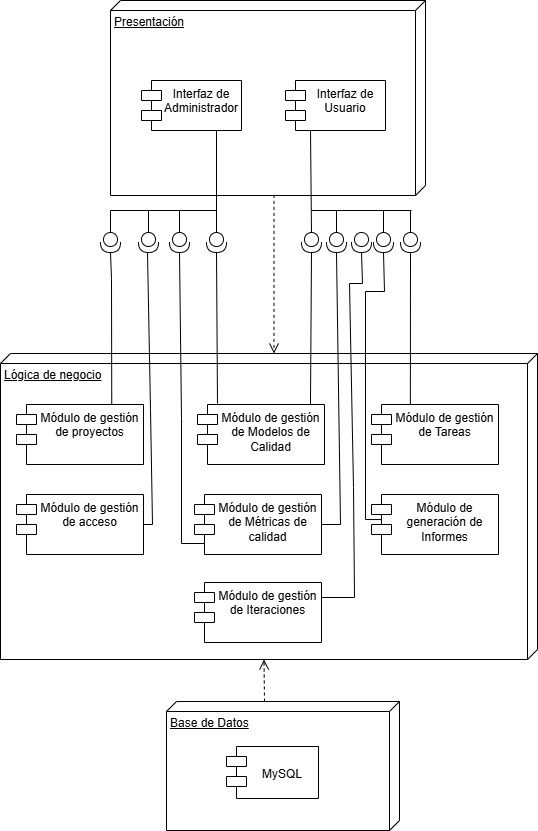 Presentación
Interfaz de
Administrador
Interfaz de
Usuario
Lógica de negocio
Módulo de gestión
de proyectos
Módulo de gestión
de Modelos de
Calidad
Módulo de gestión
de Tareas
Módulo de gestión
de acceso
Módulo de gestión
de Métricas de
calidad
Módulo de
generación de
Informes
Módulo de gestión
de Iteraciones
Base de Datos
MySQL